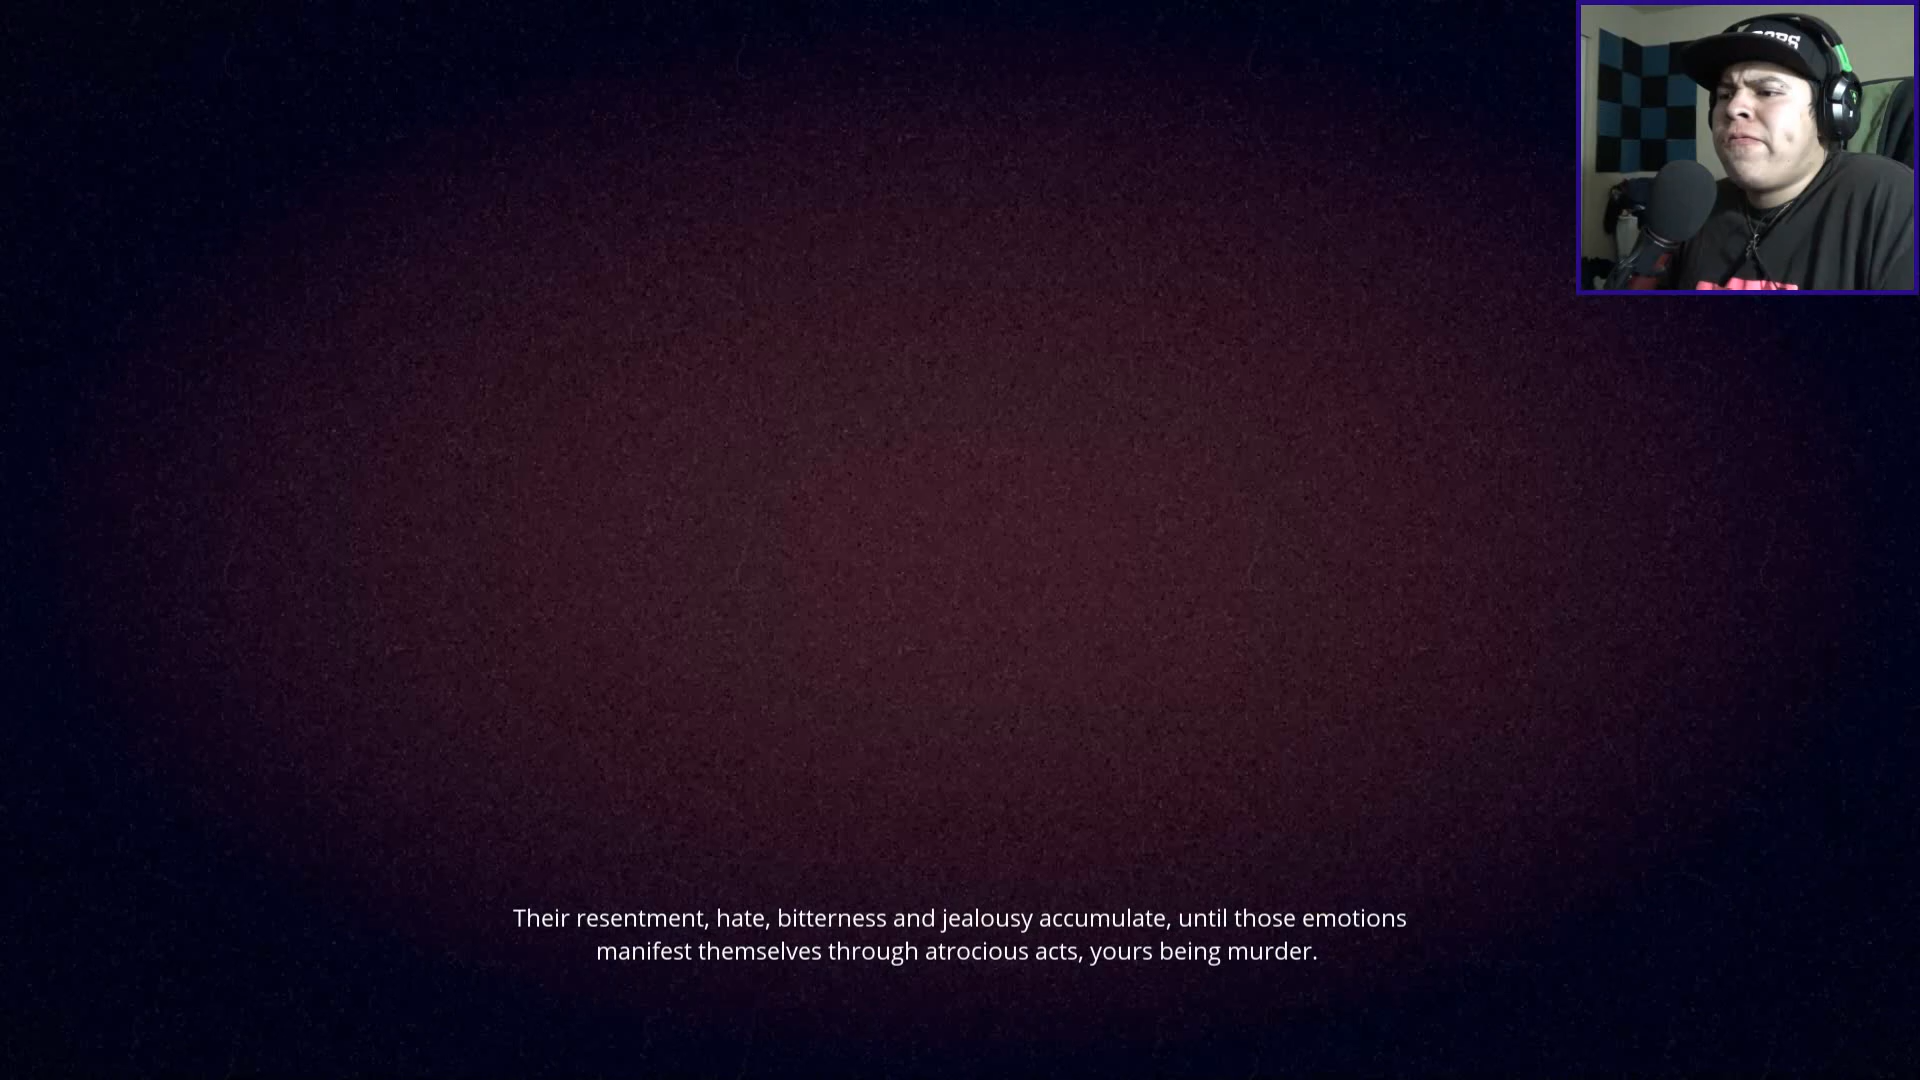 Their resentment, hate, bitterness and jealousy accumulate, until those emotions
manifest themselves through atrocious acts, yours being murder.